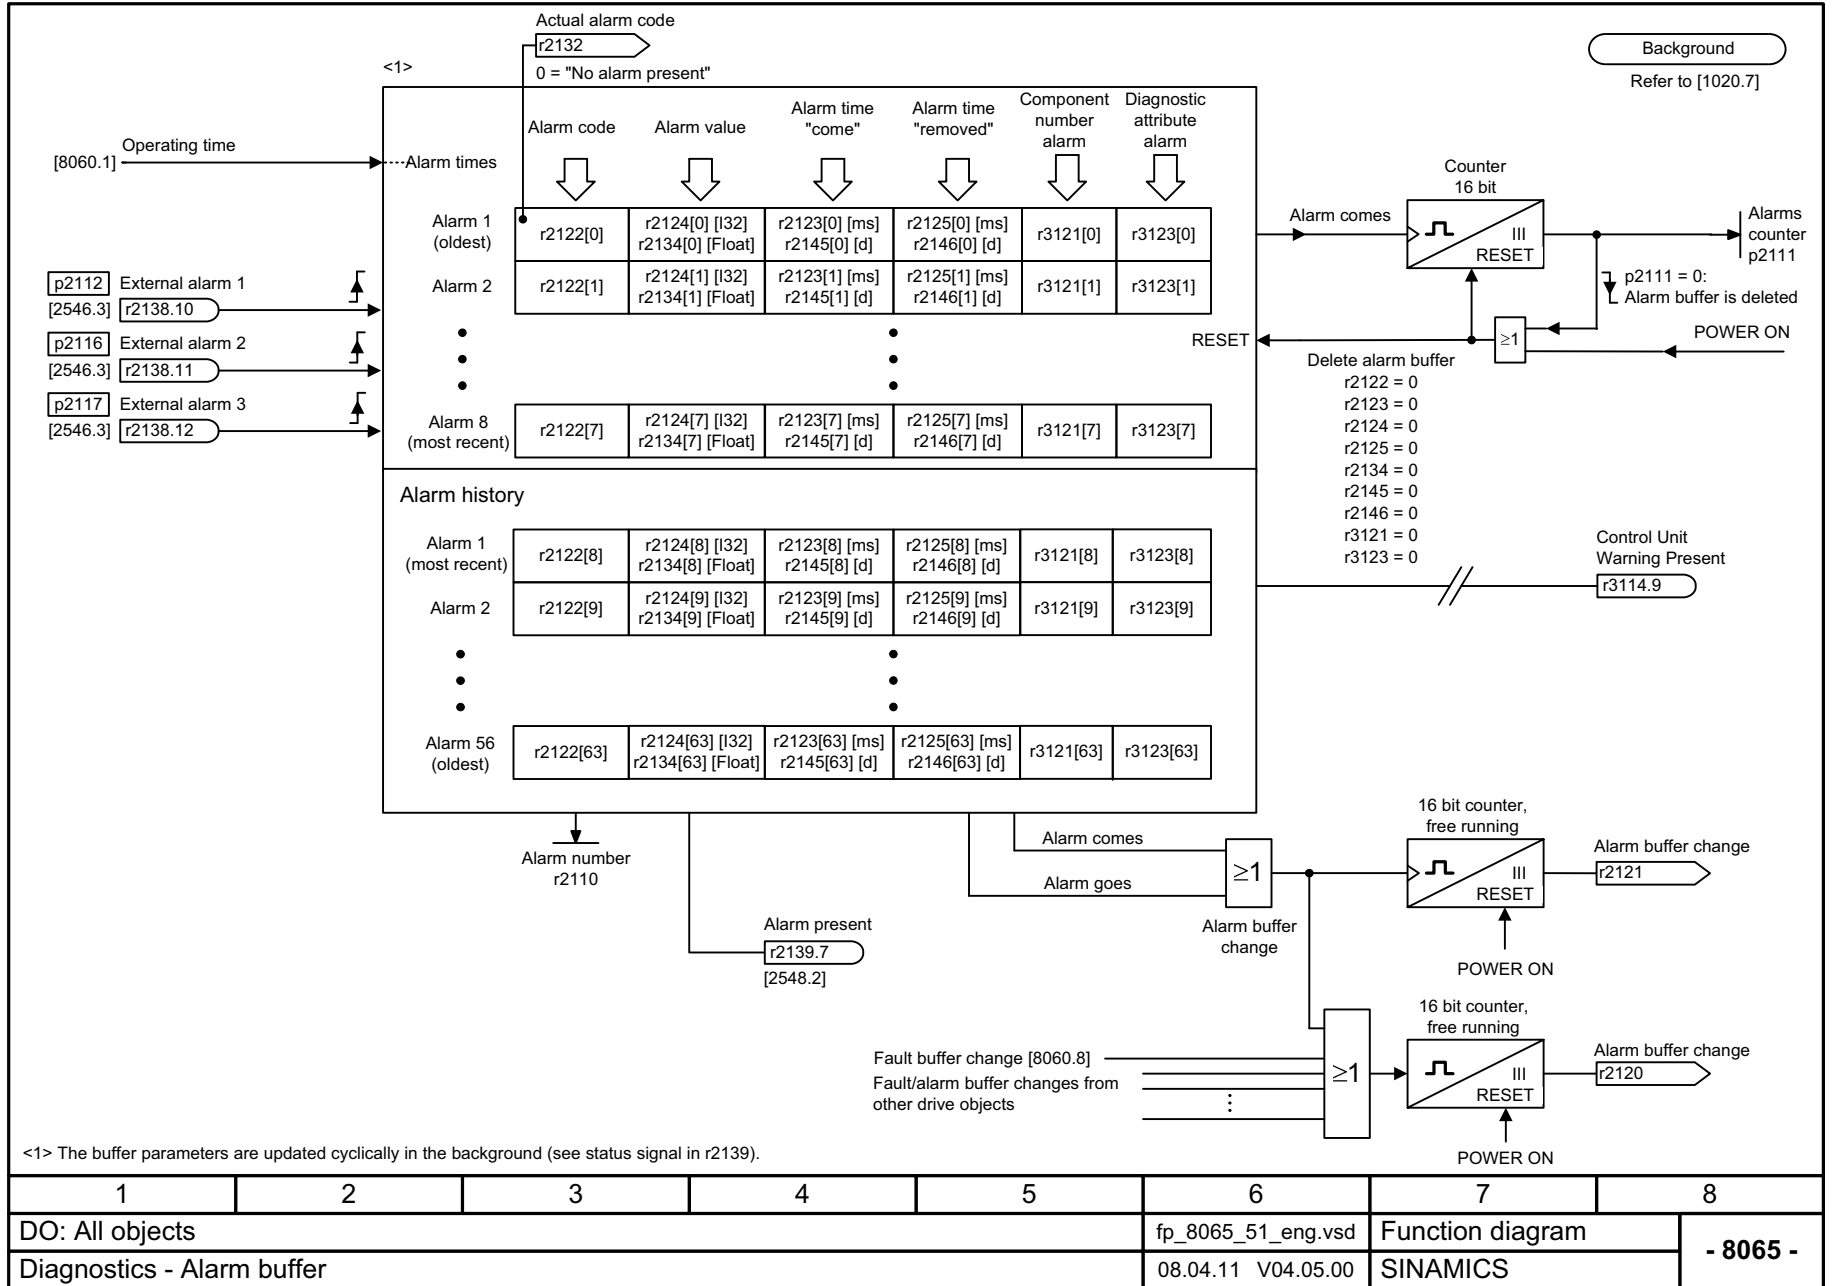 Actual alarm code
r2132
0 = "No alarm present"
<1>
Background
Refer to [1020.7]
Operating time
[8060.1]
Alarm times
Alarm code
Alarm value
Alarm time
"come"
Alarm time
"removed"
Component
number
alarm
Diagnostic
attribute
alarm
Alarm 1
(oldest)
r2122[0]
r2124[0] [I32]
r2134[0] [Float]
r2123[0] [ms]
r2145[0] [d]
r2125[0] [ms]
r2146[0] [d]
r3121[0]
r3123[0]
Alarm 2
r2122[1]
r2124[1] [I32]
r2134[1] [Float]
r2123[1] [ms]
r2145[1] [d]
r2125[1] [ms]
r2146[1] [d]
r3121[1]
r3123[1]
Alarm 8
(most recent)
r2122[7]
r2124[7] [I32]
r2134[7] [Float]
r2123[7] [ms]
r2145[7] [d]
r2125[7] [ms]
r2146[7] [d]
r3121[7]
r3123[7]
p2112
External alarm 1
[2546.3]
r2138.10
p2116
External alarm 2
[2546.3]
r2138.11
p2117
External alarm 3
[2546.3]
r2138.12
Alarm comes
Counter
16 bit
III
RESET
Alarms
counter
p2111
p2111 = 0:
Alarm buffer is deleted
POWER ON
≥1
RESET
Delete alarm buffer
r2122 = 0
r2123 = 0
r2124 = 0
r2125 = 0
r2134 = 0
r2145 = 0
r2146 = 0
r3121 = 0
r3123 = 0
Control Unit
Warning Present
r3114.9
Alarm history
Alarm 1
(most recent)
r2122[8]
r2124[8] [I32]
r2134[8] [Float]
r2123[8] [ms]
r2145[8] [d]
r2125[8] [ms]
r2146[8] [d]
r3121[8]
r3123[8]
Alarm 2
r2122[9]
r2124[9] [I32]
r2134[9] [Float]
r2123[9] [ms]
r2145[9] [d]
r2125[9] [ms]
r2146[9] [d]
r3121[9]
r3123[9]
Alarm 56
(oldest)
r2122[63]
r2124[63] [I32]
r2134[63] [Float]
r2123[63] [ms]
r2145[63] [d]
r2125[63] [ms]
r2146[63] [d]
r3121[63]
r3123[63]
Alarm number
r2110
Alarm present
r2139.7
[2548.2]
Alarm comes
Alarm goes
≥1
Alarm buffer
change
16 bit counter,
free running
III
RESET
POWER ON
Alarm buffer change
r2121
Fault buffer change [8060.8]
Fault/alarm buffer changes from
other drive objects
≥1
16 bit counter,
free running
III
RESET
POWER ON
Alarm buffer change
r2120
<1> The buffer parameters are updated cyclically in the background (see status signal in r2139).
1 2 3 4 5 6 7 8
DO: All objects
fp_8065_51_eng.vsd
Function diagram
- 8065 -
Diagnostics - Alarm buffer
08.04.11 V04.05.00
SINAMICS